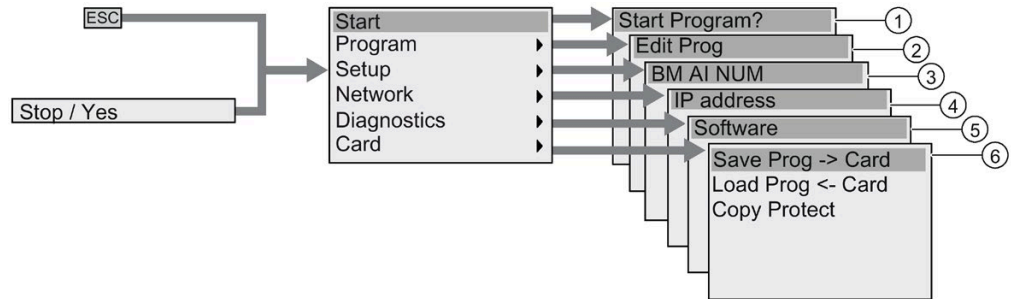 ESC
Stop / Yes
Start
Program
Setup
Network
Diagnostics
Card
Start Program?
1
Edit Prog
2
BM AI NUM
3
IP address
4
Software
5
Save Prog -> Card
6
Load Prog <- Card
Copy Protect